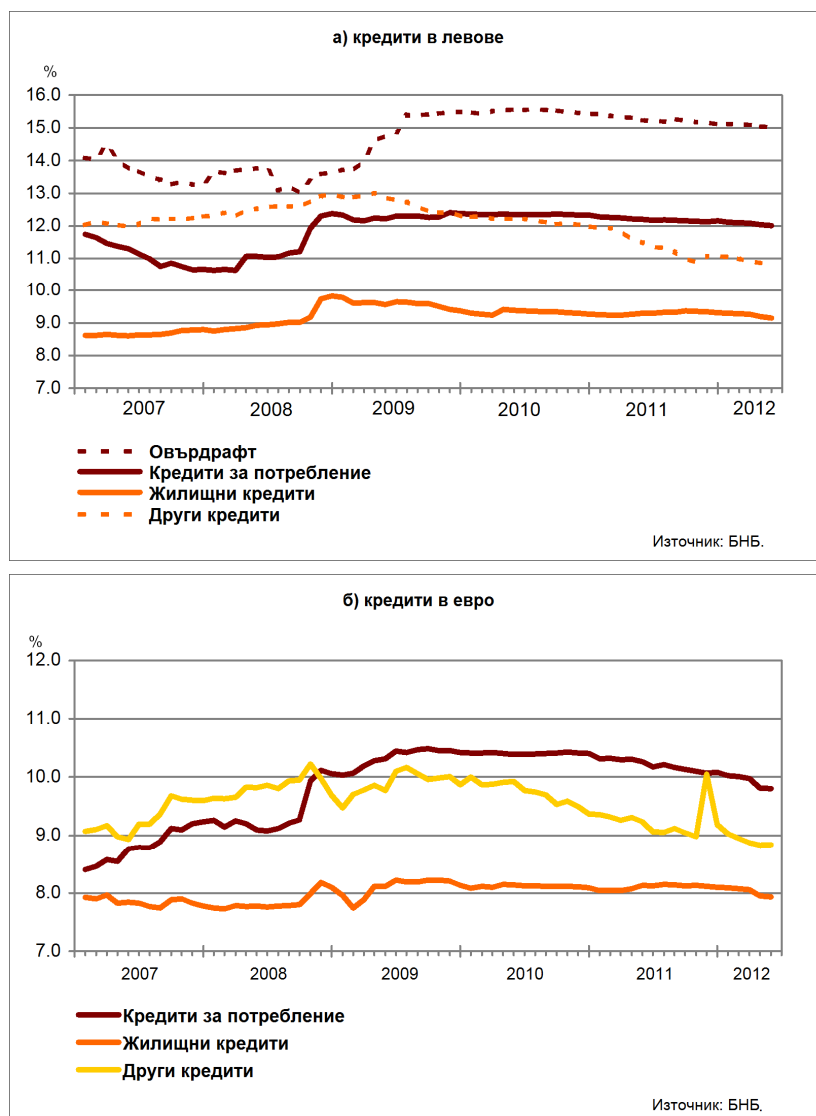 а) кредити в левове
%
16.0
15.0
14.0
13.0
12.0
11.0
10.0
9.0
8.0
7.0
2007 2008 2009 2010 2011 2012
Овърдрафт
Кредити за потребление
Жилищни кредити
Други кредити
Източник: БНБ.
б) кредити в евро
%
12.0
11.0
10.0
9.0
8.0
7.0
2007 2008 2009 2010 2011 2012
Кредити за потребление
Жилищни кредити
Други кредити
Източник: БНБ.